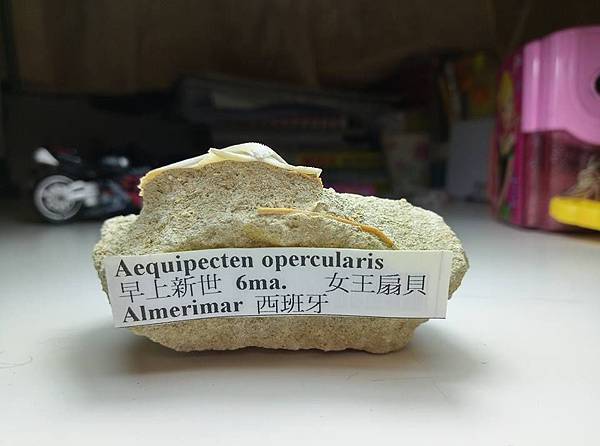 Aequipecten opercularis
早上新世 6ma. 女王扇貝
Almerimar 西班牙